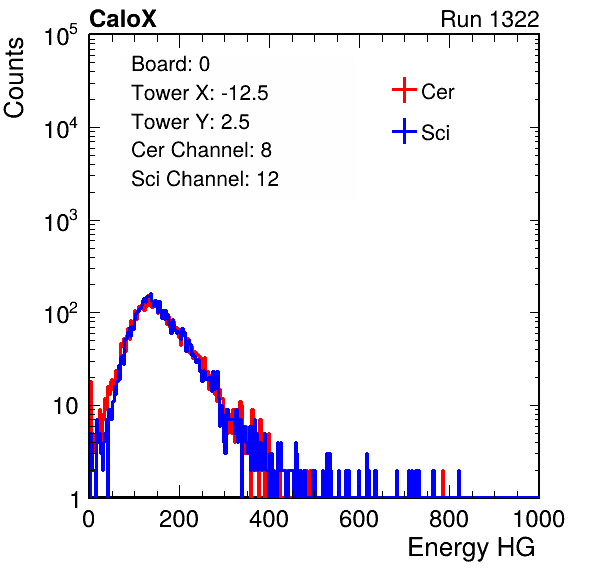 CaloX Run 1322
Counts
10^5
10^4
10^3
10^2
10
1
Board: 0
Tower X: -12.5
Tower Y: 2.5
Cer Channel: 8
Sci Channel: 12
Cer
Sci
0 200 400 600 800 1000
Energy HG